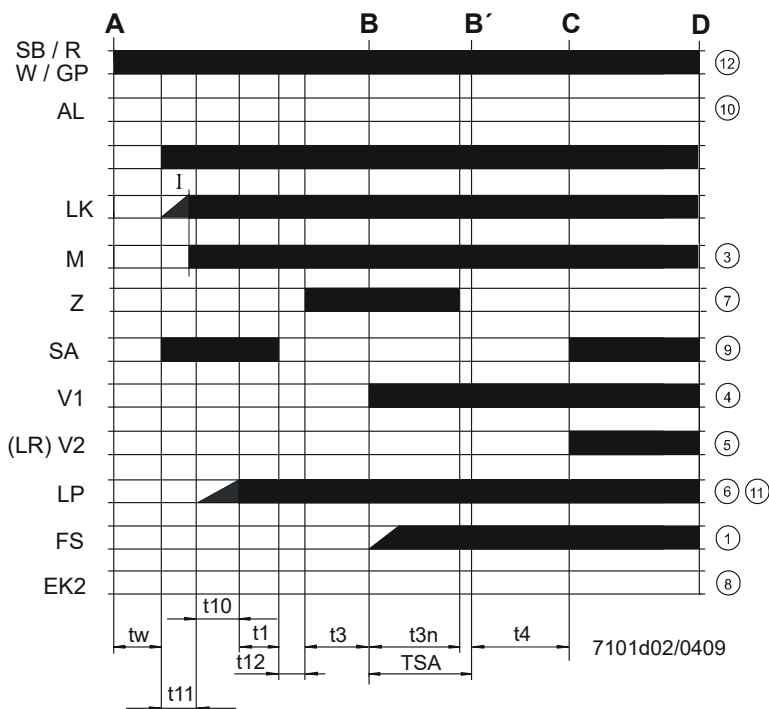 A B B´ C D
SB / R
W / GP 12
AL 10
I
LK
M 3
Z 7
SA 9
V1 4
(LR) V2 5
LP 6 11
FS 1
EK2 8
t10
tw t1 t3 t3n t4 7101d02/0409
t12 TSA
t11